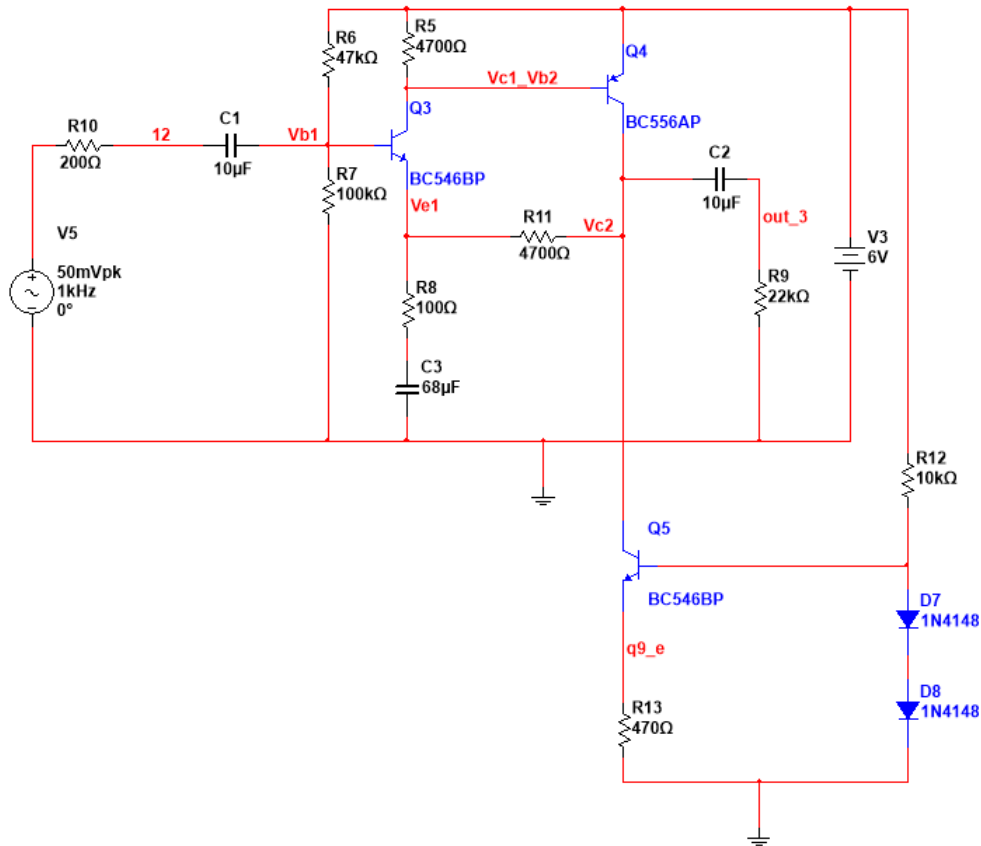 R5
4700Ω
R6
47kΩ
Q4
Vc1_Vb2
Q3
C1
R10
12
Vb1
BC556AP
200Ω
10µF
C2
R7
100kΩ
BC546BP
10µF
Ve1
R11
Vc2
out_3
V5
4700Ω
V3
6V
50mVpk
1kHz
0°
R8
100Ω
R9
22kΩ
C3
68µF
R12
10kΩ
Q5
BC546BP
D7
1N4148
q9_e
D8
1N4148
R13
470Ω